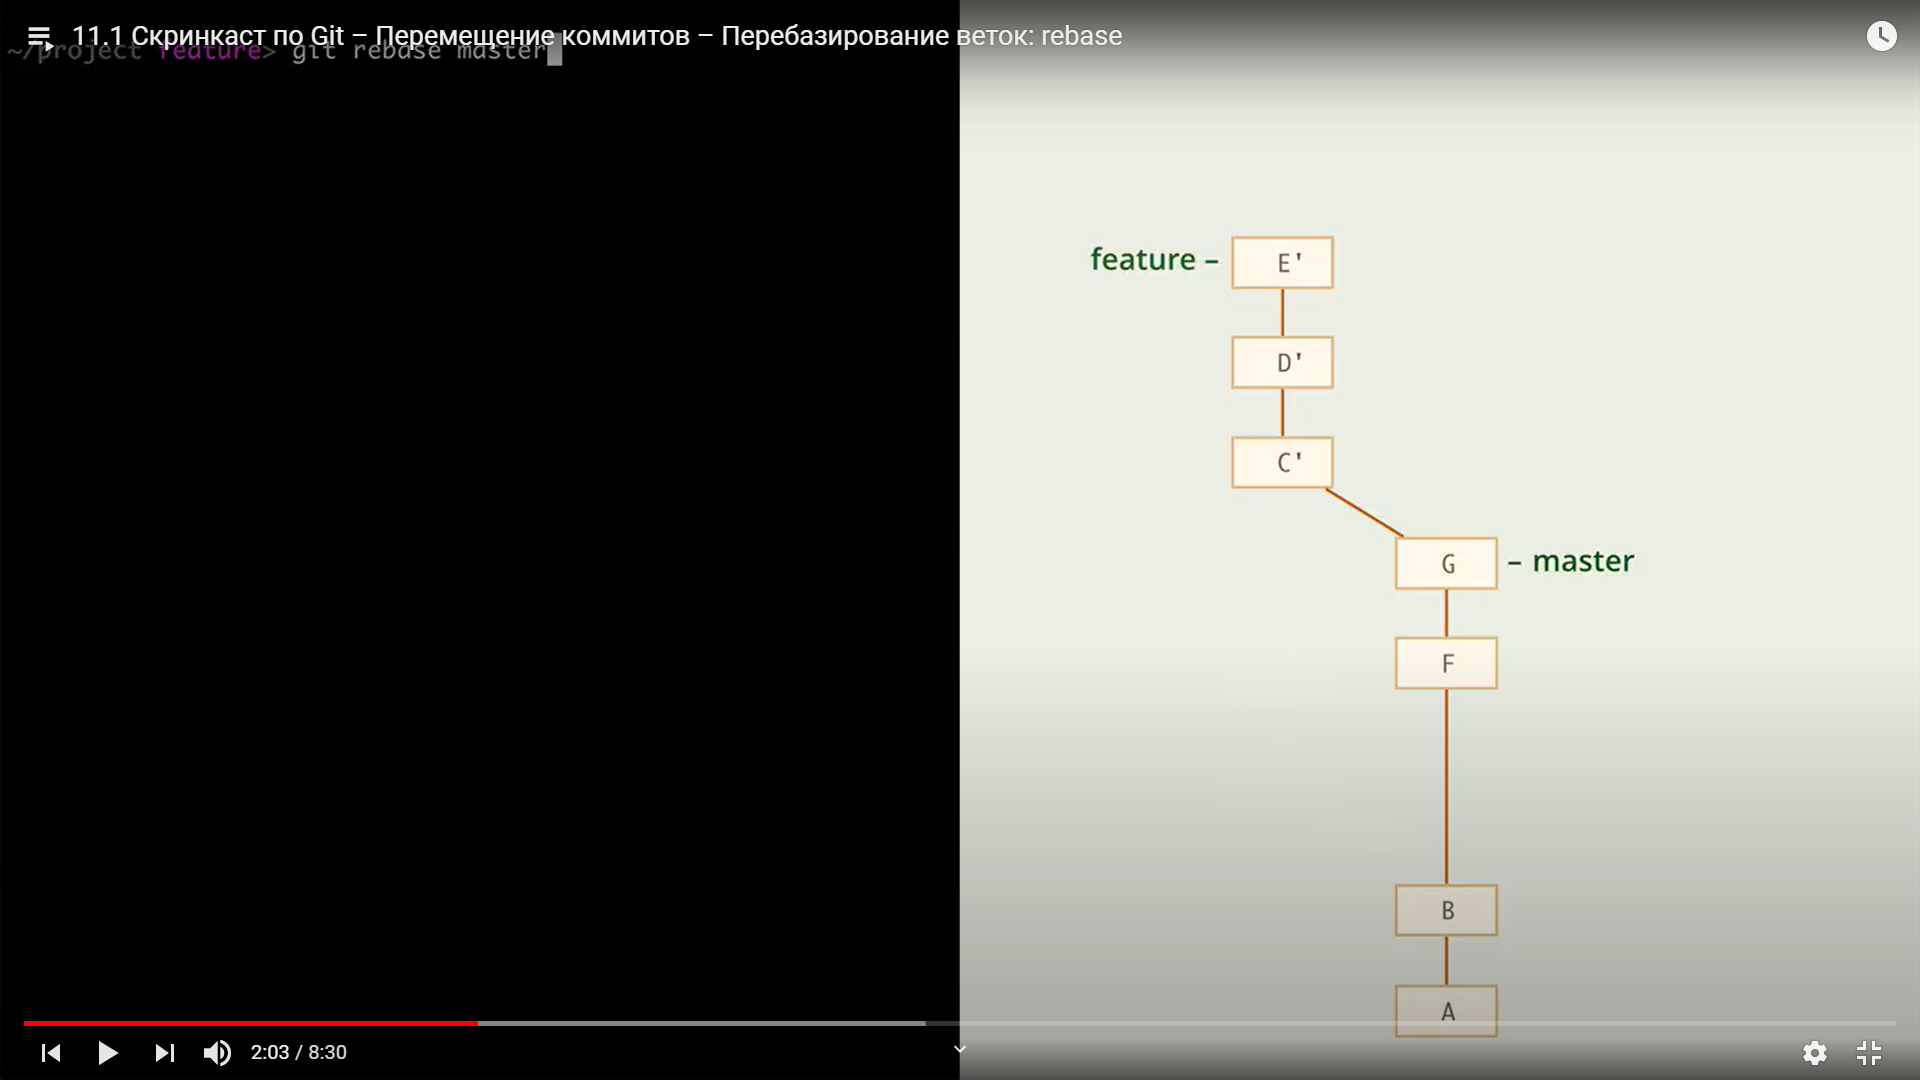 11.1 Скринкаст по Git – Перемещение коммитов – Перебазирование веток: rebase
~/project feature> git rebase master
feature – E'
D'
C'
G – master
F
B
A
2:03 / 8:30